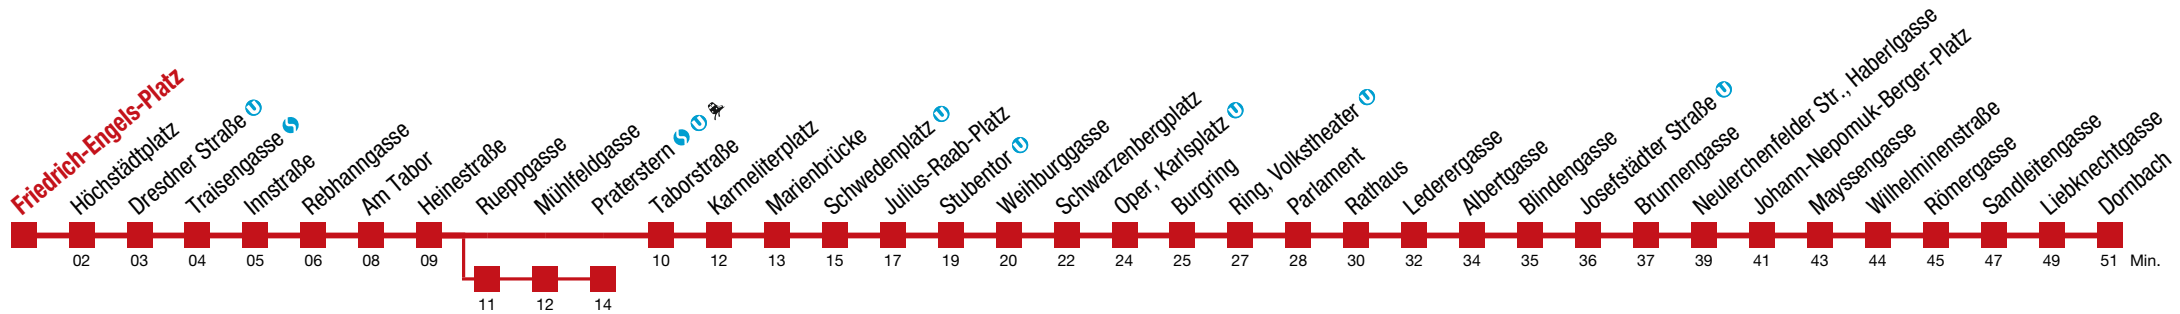 Friedrich-Engels-Platz
Höchstädtplatz
Dresdner Straße
Traisengasse
Innstraße
Rebhanngasse
Am Tabor
Heinestraße
Rueppgasse
Mühlfeldgasse
Praterstern
Taborstraße
Karmeliterplatz
Marienbrücke
Schwedenplatz
Julius-Raab-Platz
Stubentor
Weihburggasse
Schwarzenbergplatz
Oper, Karlsplatz
Burgring
Ring, Volkstheater
Parlament
Rathaus
Lederergasse
Albertgasse
Blindengasse
Josefstädter Straße
Brunnengasse
Neulerchenfelder Str., Haberlgasse
Johann-Nepomuk-Berger-Platz
Mayssengasse
Wilhelminenstraße
Römergasse
Sandleitengasse
Liebknechtgasse
Dornbach
02 03 04 05 06 08 09 10 12 13 15 17 19 20 22 24 25 27 28 30 32 34 35 36 37 39 41 43 44 45 47 49 51 Min.
11 12 14